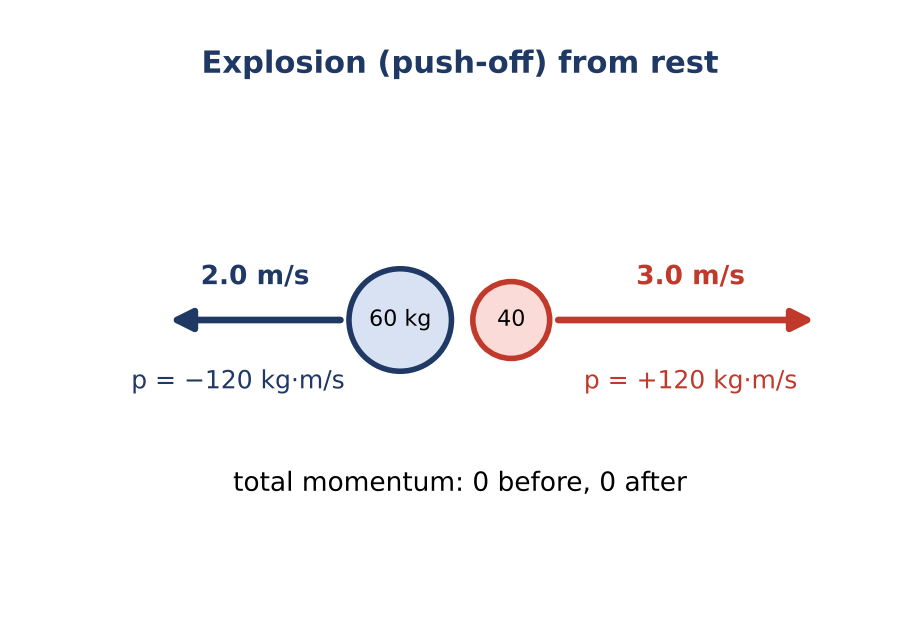 Explosion (push-off) from rest
2.0 m/s
3.0 m/s
60 kg
40
p = −120 kg·m/s
p = +120 kg·m/s
total momentum: 0 before, 0 after